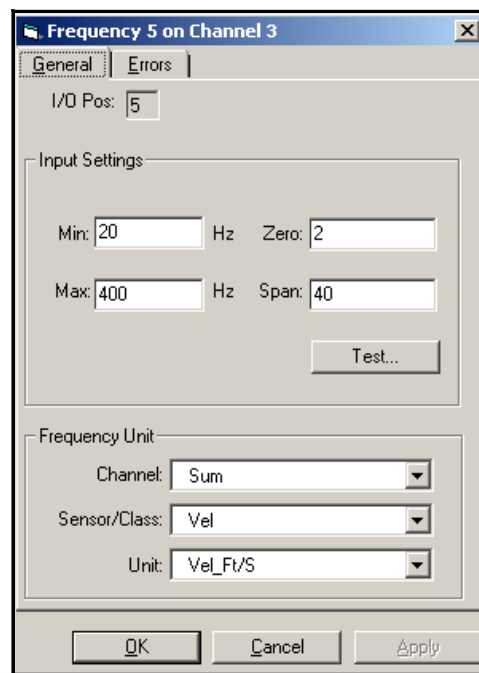 Frequency 5 on Channel 3
General Errors
I/O Pos: 5
Input Settings
Min: 20 Hz Zero: 2
Max: 400 Hz Span: 40
Test...
Frequency Unit
Channel: Sum
Sensor/Class: Vel
Unit: Vel_Ft/S
OK Cancel Apply